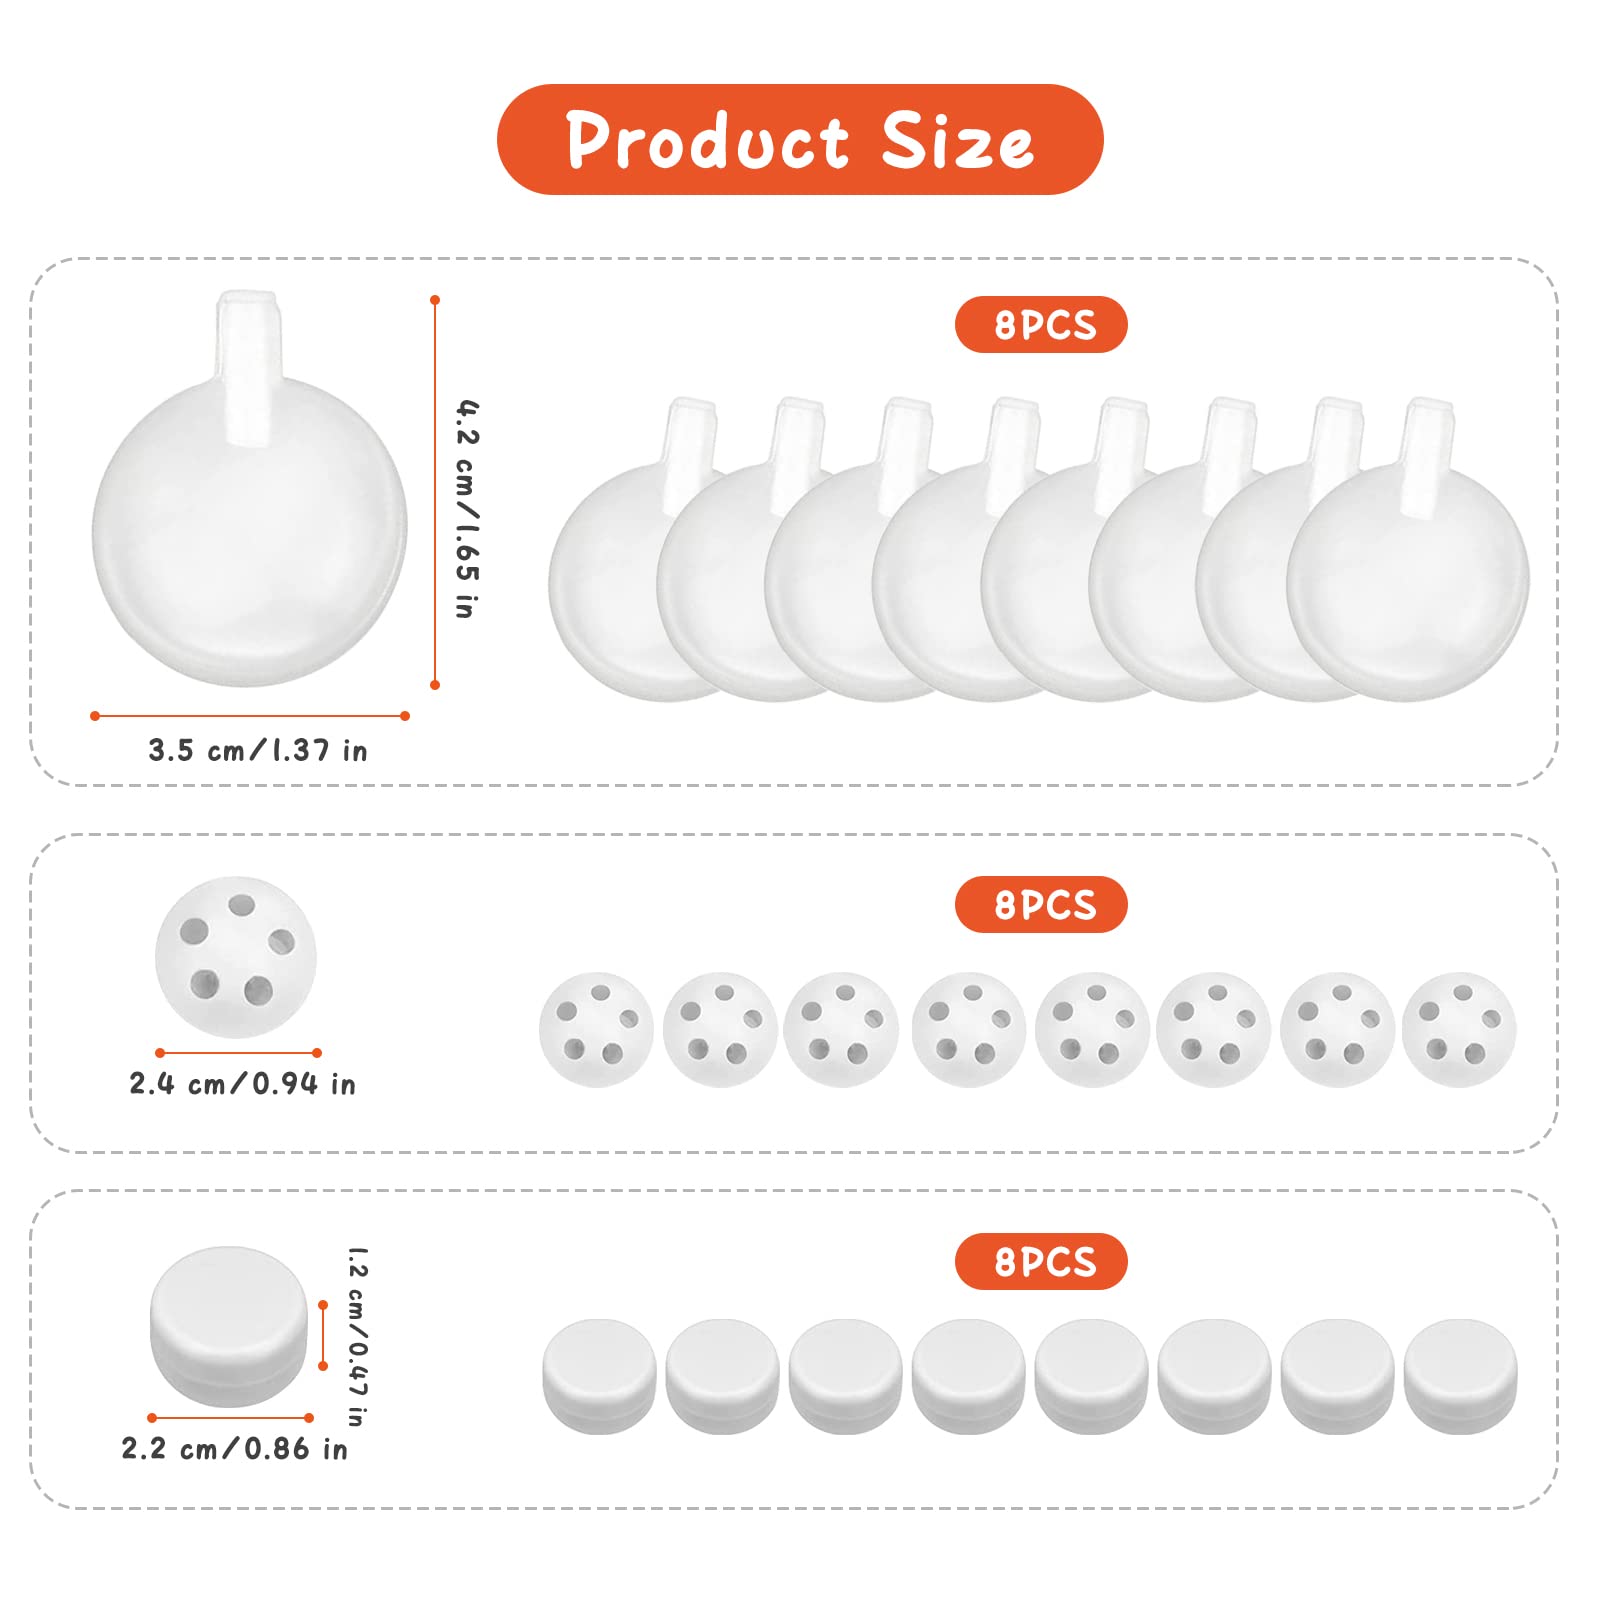 Product Size
8PCS
4.2 cm/1.65 in
3.5 cm/1.37 in
8PCS
2.4 cm/0.94 in
8PCS
1.2 cm/0.47 in
2.2 cm/0.86 in